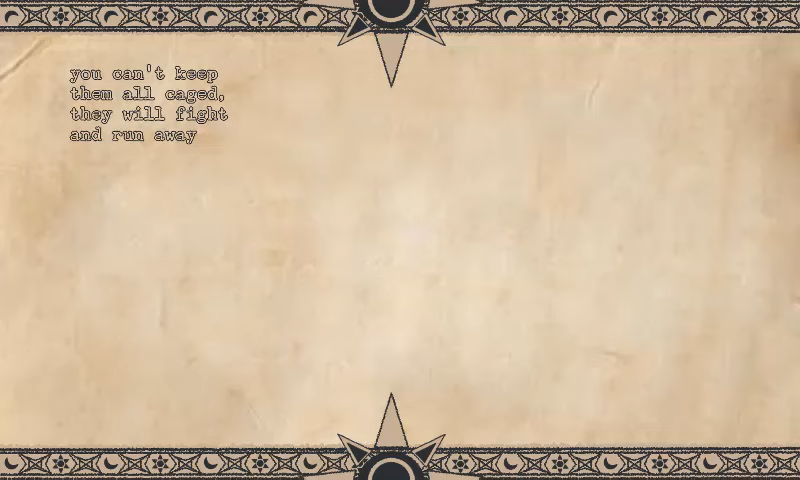 you can't keep
them all caged,
they will fight
and run away